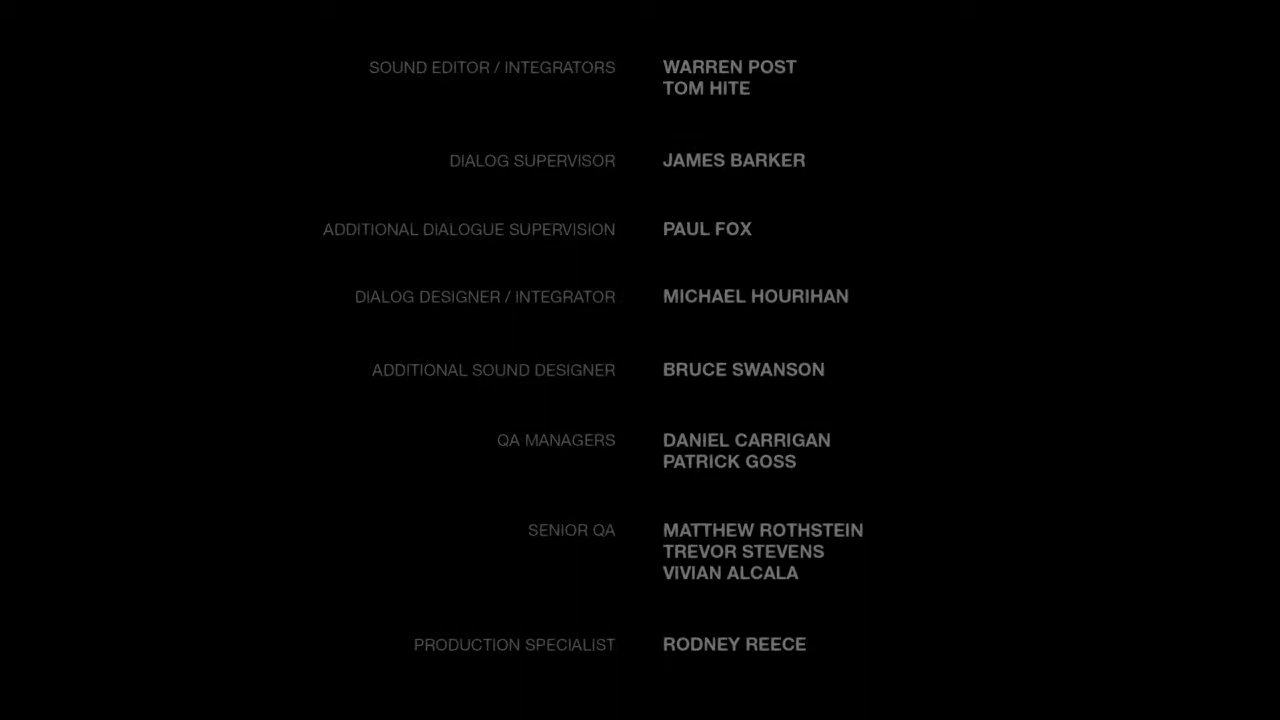 SOUND EDITOR / INTEGRATORS WARREN POST
TOM HITE
DIALOG SUPERVISOR JAMES BARKER
ADDITIONAL DIALOGUE SUPERVISION PAUL FOX
DIALOG DESIGNER / INTEGRATOR MICHAEL HOURIHAN
ADDITIONAL SOUND DESIGNER BRUCE SWANSON
QA MANAGERS DANIEL CARRIGAN
PATRICK GOSS
SENIOR QA MATTHEW ROTHSTEIN
TREVOR STEVENS
VIVIAN ALCALA
PRODUCTION SPECIALIST RODNEY REECE